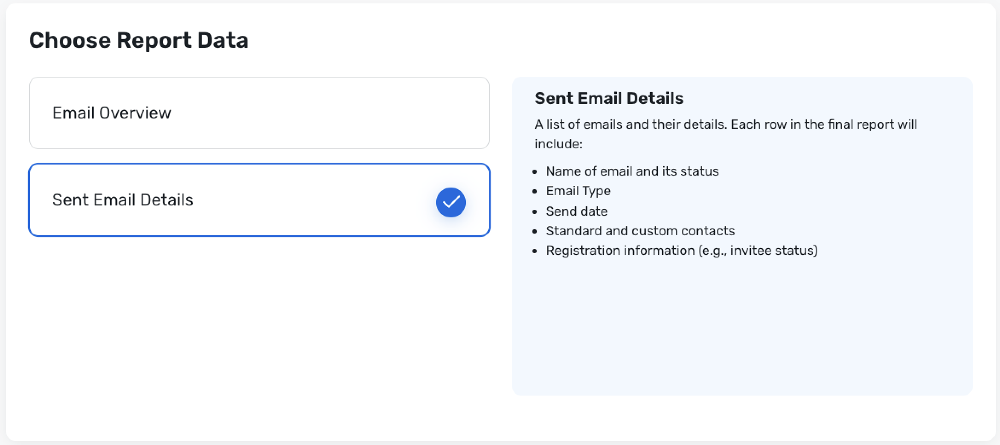 Choose Report Data
Email Overview
Sent Email Details
Sent Email Details
A list of emails and their details. Each row in the final report will
include:
• Name of email and its status
• Email Type
• Send date
• Standard and custom contacts
• Registration information (e.g., invitee status)